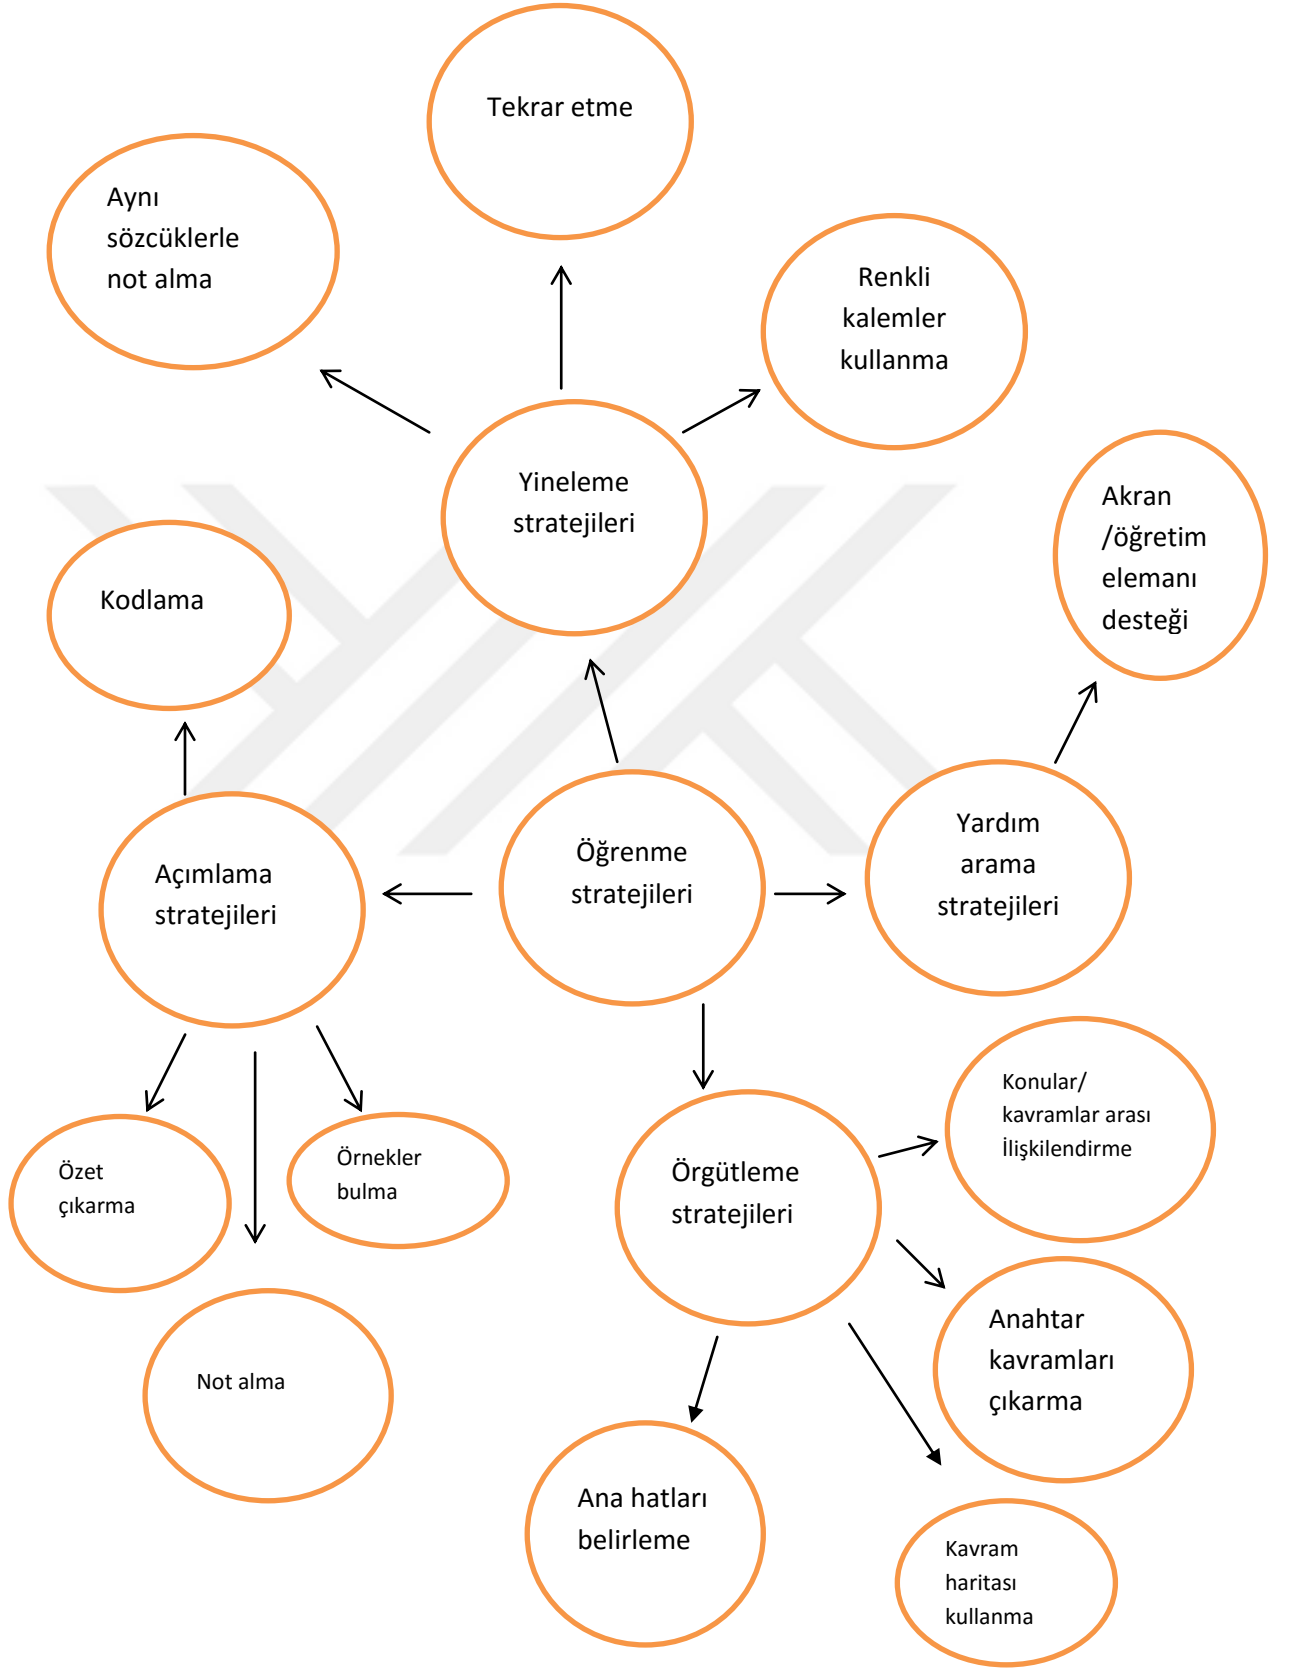 Tekrar etme
Aynı
sözcüklerle
not alma
Renkli
kalemler
kullanma
Yineleme
stratejileri
Akran
/öğretim
elemanı
desteği
Kodlama
Açımlama
stratejileri
Öğrenme
stratejileri
Yardım
arama
stratejileri
Özet
çıkarma
Örnekler
bulma
Not alma
Örgütleme
stratejileri
Konular/
kavramlar arası
İlişkilendirme
Anahtar
kavramları
çıkarma
Ana hatları
belirleme
Kavram
haritası
kullanma